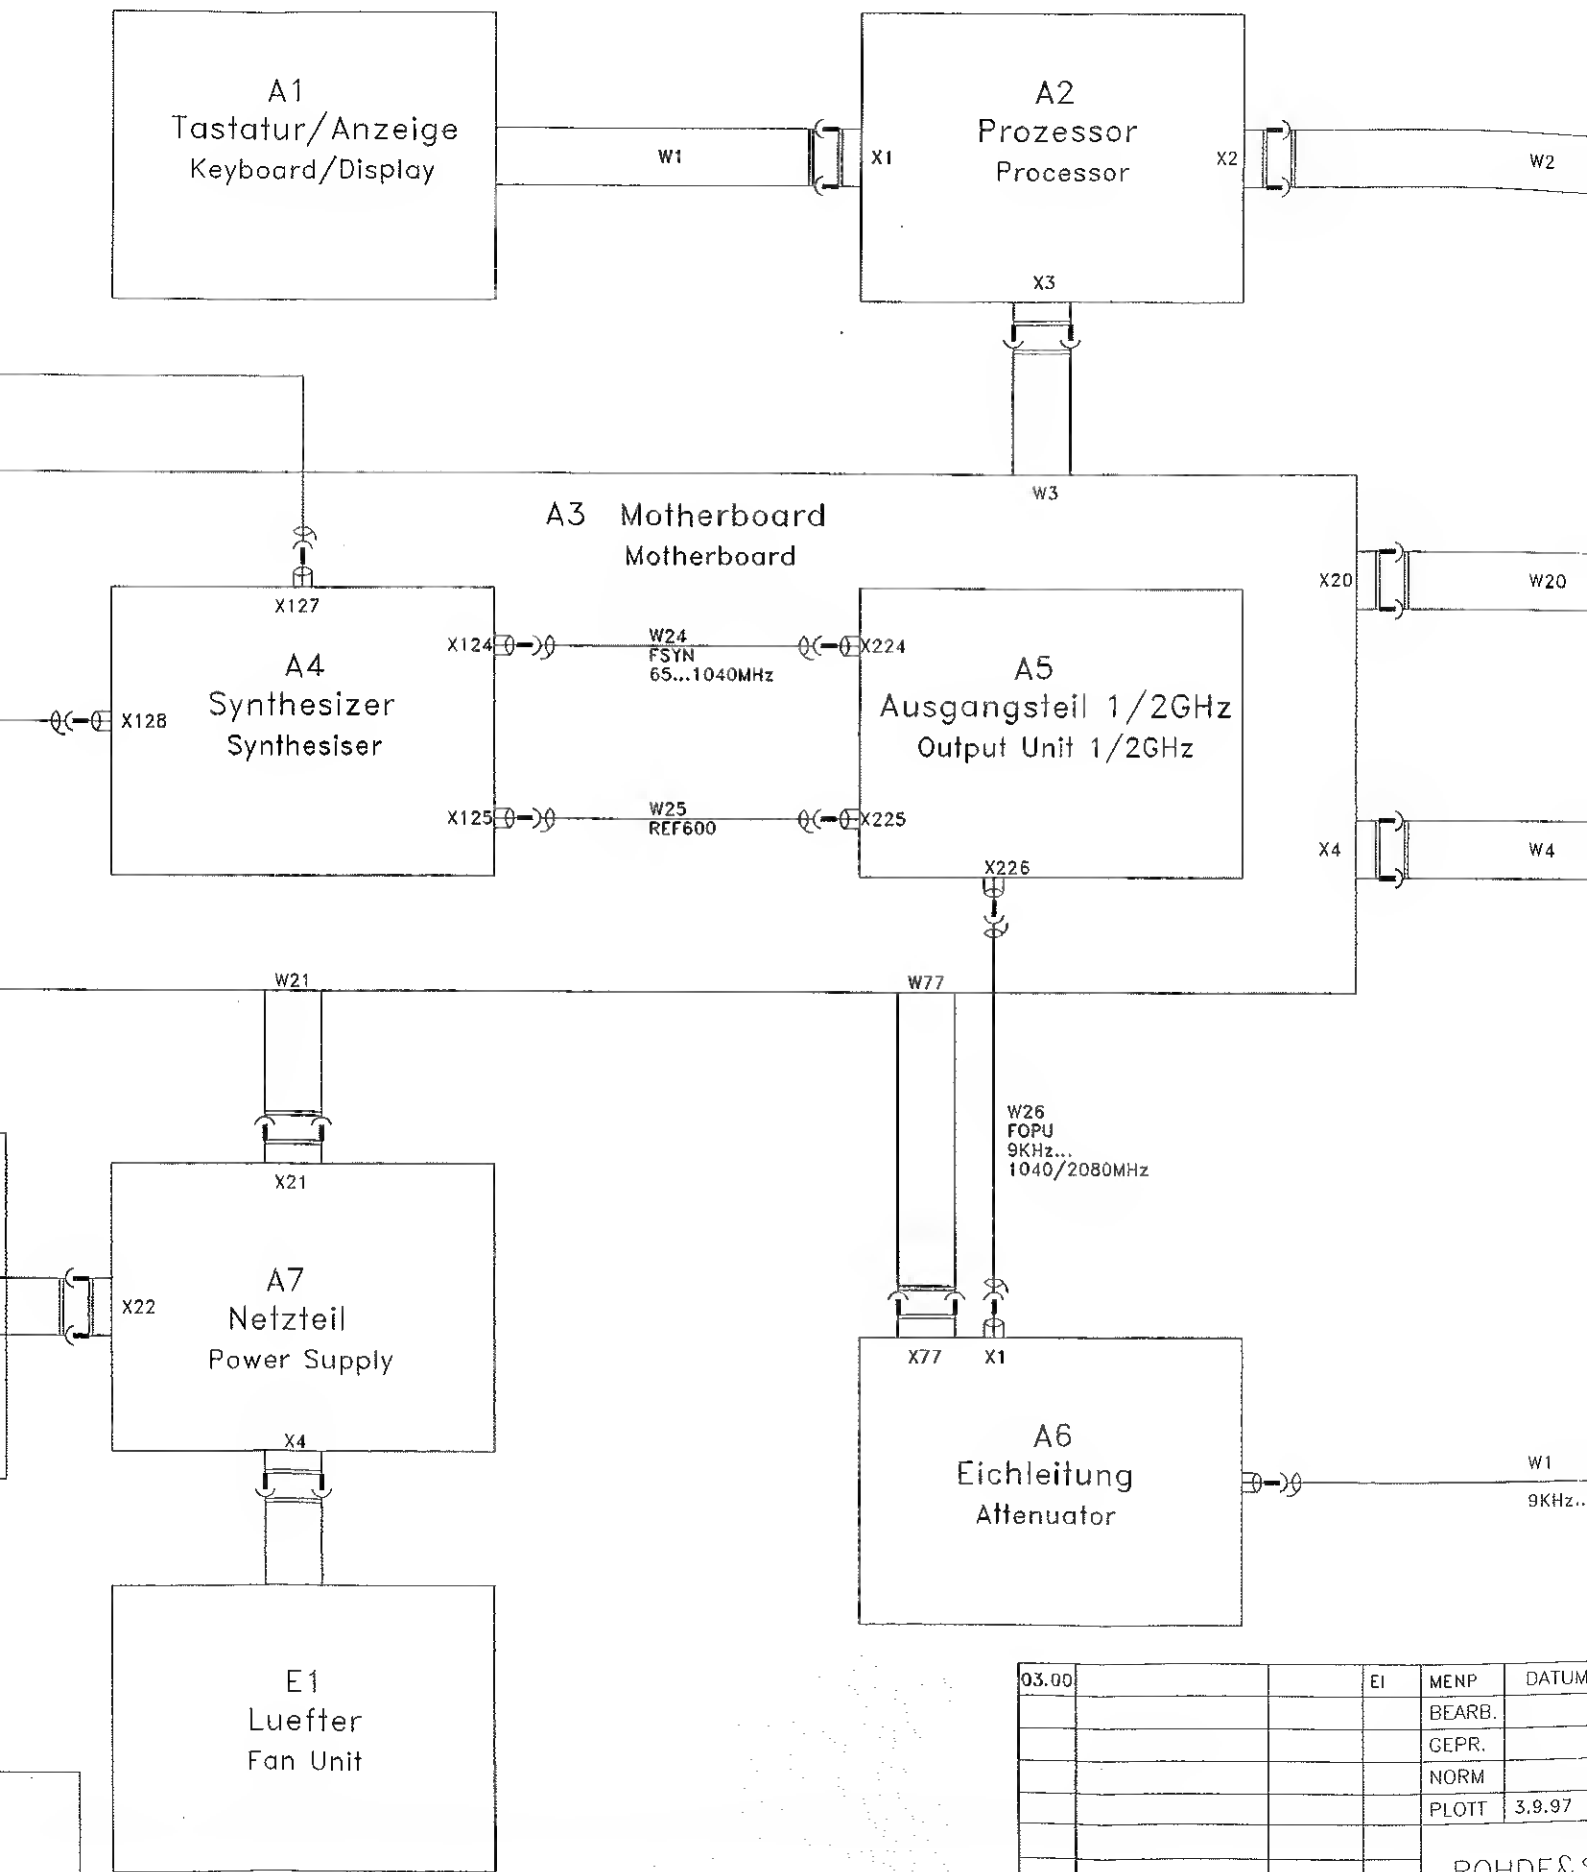 A1
Tastatur/Anzeige
Keyboard/Display
W1
X1
A2
Prozessor
Processor
X2
W2
X3
W3
A3 Motherboard
Motherboard
X20
W20
X127
X124
W24
FSYN
65...1040MHz
X224
A4
Synthesizer
Synthesiser
X128
A5
Ausgangsteil 1/2GHz
Output Unit 1/2GHz
X125
W25
REF600
X225
X226
X4
W4
W21
W77
W26
FOPU
9KHz...
1040/2080MHz
X21
A7
Netzteil
Power Supply
X22
X4
X77
X1
A6
Eichleitung
Attenuator
W1
9KHz..
E1
Luefter
Fan Unit
03.00 EI MENP DATUM
BEARB.
GEPR.
NORM
PLOTT 3.9.97